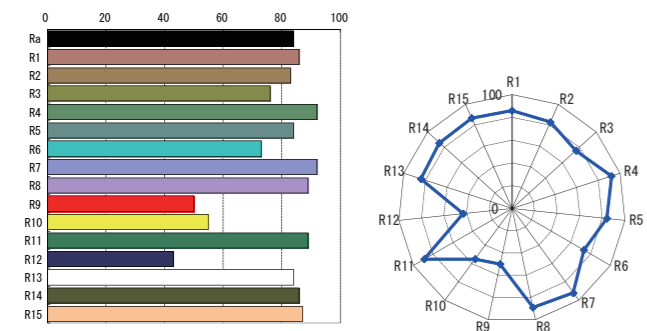 0 20 40 60 80 100
Ra
R1
R2
R3
R4
R5
R6
R7
R8
R9
R10
R11
R12
R13
R14
R15
R1
100
R15 R2
R14 R3
R13 R4
0
R12 R5
R11 R6
R10 R7
R9 R8